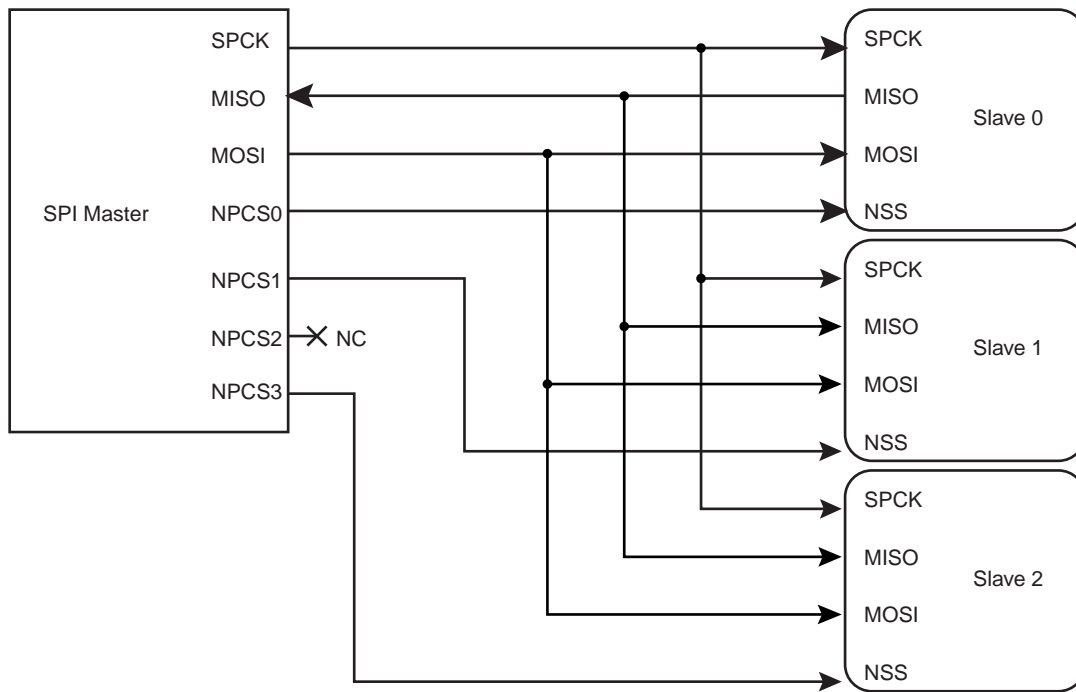 SPI Master
SPCK
MISO
MOSI
NPCS0
NPCS1
NPCS2
NC
NPCS3
SPCK
MISO
Slave 0
MOSI
NSS
SPCK
MISO
Slave 1
MOSI
NSS
SPCK
MISO
Slave 2
MOSI
NSS